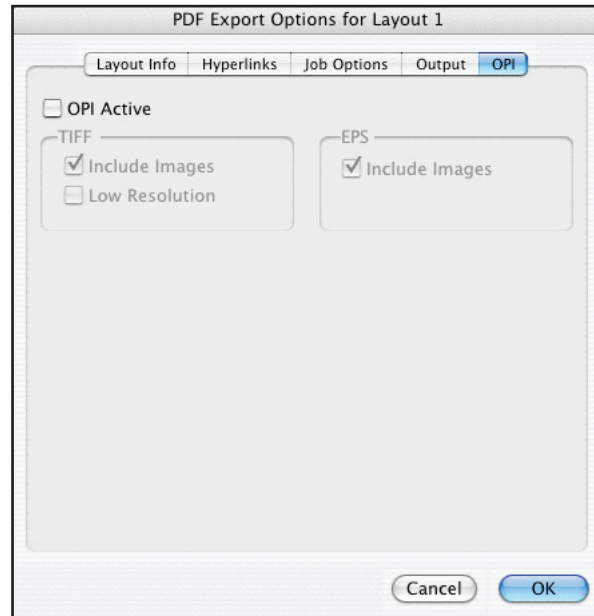 PDF Export Options for Layout 1
Layout Info Hyperlinks Job Options Output OPI
OPI Active
TIFF EPS
Include Images Include Images
Low Resolution
Cancel OK